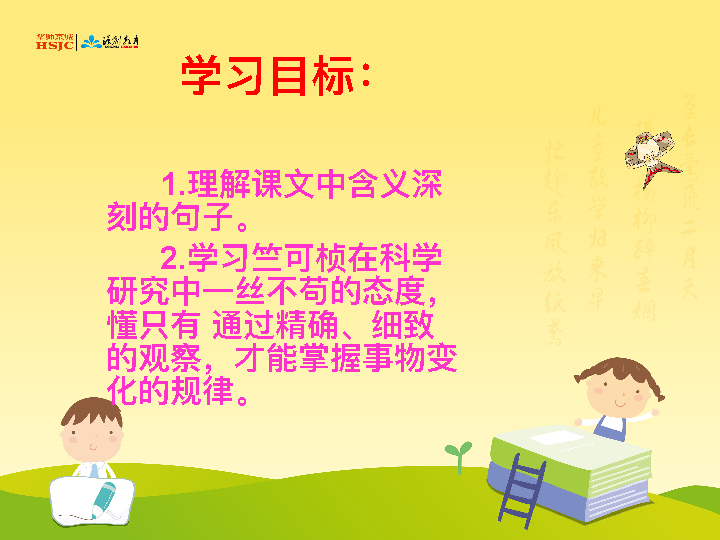 华师京城
HSJC
学习目标：
1.理解课文中含义深
刻的句子。
2.学习竺可桢在科学
研究中一丝不苟的态度，
懂只有 通过精确、细致
的观察，才能掌握事物变
化的规律。
草长莺飞二月天
拂堤杨柳醉春烟
儿童散学归来早
忙趁东风放纸鸢